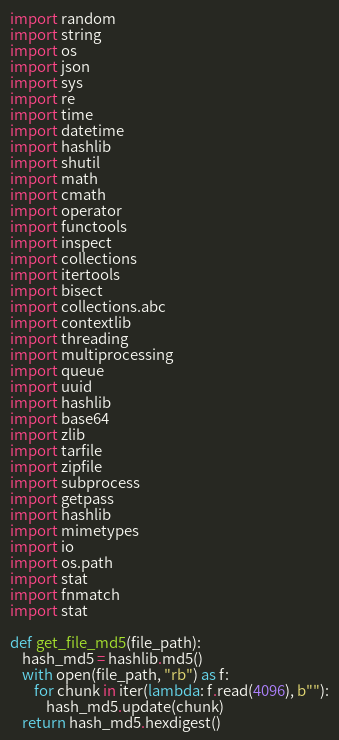 import random
import string
import os
import json
import sys
import re
import time
import datetime
import hashlib
import shutil
import math
import cmath
import operator
import functools
import inspect
import collections
import itertools
import bisect
import collections.abc
import contextlib
import threading
import multiprocessing
import queue
import uuid
import hashlib
import base64
import zlib
import tarfile
import zipfile
import subprocess
import getpass
import hashlib
import mimetypes
import io
import os.path
import stat
import fnmatch
import stat

def get_file_md5(file_path):
    hash_md5 = hashlib.md5()
    with open(file_path, "rb") as f:
        for chunk in iter(lambda: f.read(4096), b""):
            hash_md5.update(chunk)
    return hash_md5.hexdigest()